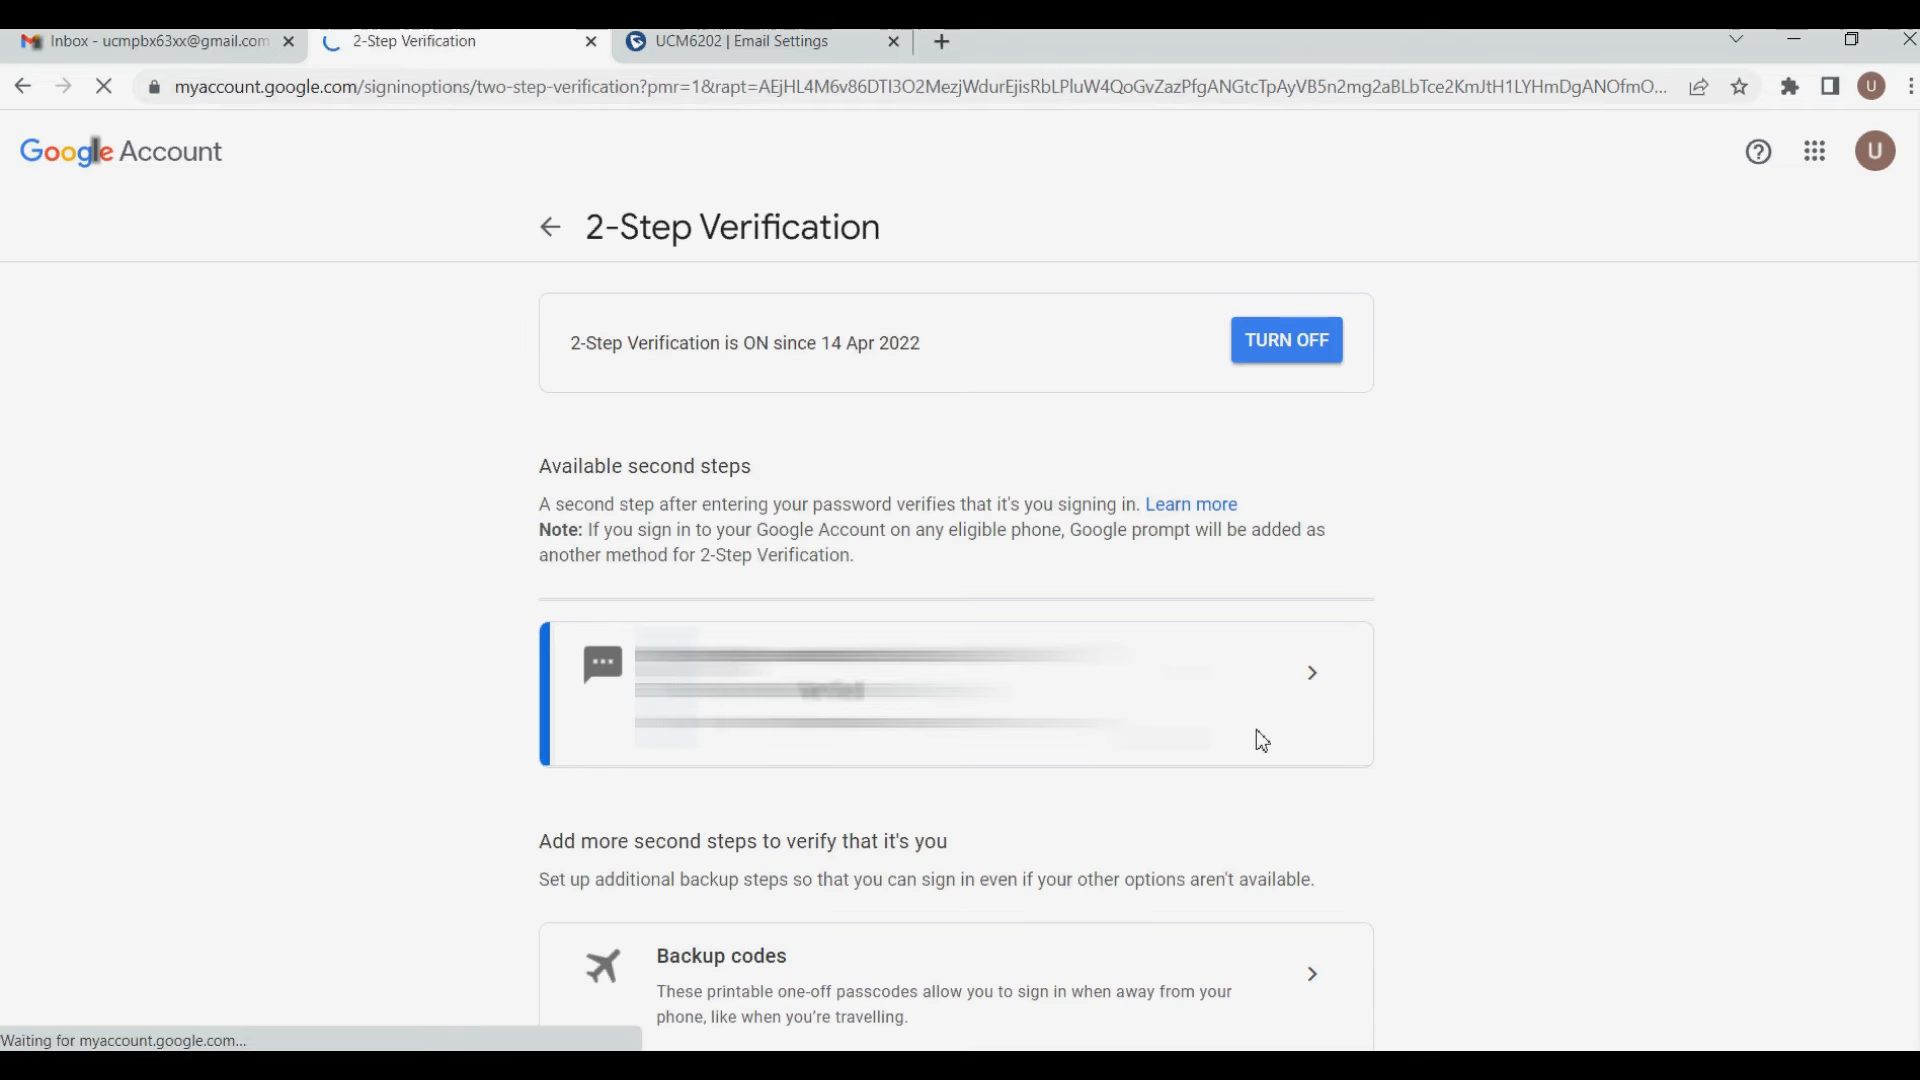 Inbox - ucmpbx63xx@gmail.com
2-Step Verification
UCM6202 | Email Settings
myaccount.google.com/signinoptions/two-step-verification?pmr=1&rapt=AEjHL4M6v86DTI3O2MezjWdurEjisRbLPluW4QoGvZazPfgANGtcTpAyVB5n2mg2aBLbTce2KmJtH1LYHmDgANOfmO...
U
Google Account
U
2-Step Verification
2-Step Verification is ON since 14 Apr 2022
TURN OFF
Available second steps
A second step after entering your password verifies that it's you signing in. Learn more
Note: If you sign in to your Google Account on any eligible phone, Google prompt will be added as
another method for 2-Step Verification.
Add more second steps to verify that it's you
Set up additional backup steps so that you can sign in even if your other options aren't available.
Backup codes
These printable one-off passcodes allow you to sign in when away from your
phone, like when you're travelling.
Waiting for myaccount.google.com...